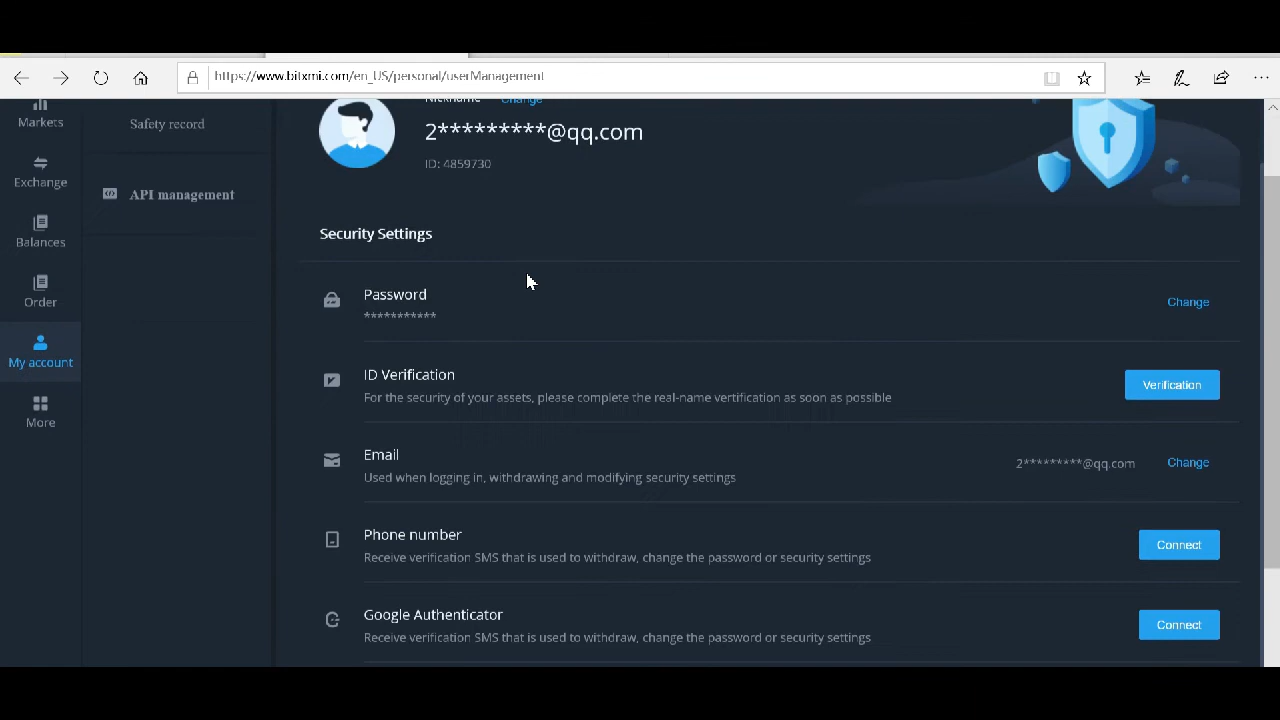 https://www.bitxmi.com/en_US/personal/userManagement
Markets
Exchange
Balances
Order
My account
More
Safety record
API management
Nickname Change
2*********@qq.com
ID: 4859730
Security Settings
Password
***********
Change
ID Verification
For the security of your assets, please complete the real-name vertification as soon as possible
Verification
Email
Used when logging in, withdrawing and modifying security settings
2*********@qq.com Change
Phone number
Receive verification SMS that is used to withdraw, change the password or security settings
Connect
Google Authenticator
Receive verification SMS that is used to withdraw, change the password or security settings
Connect